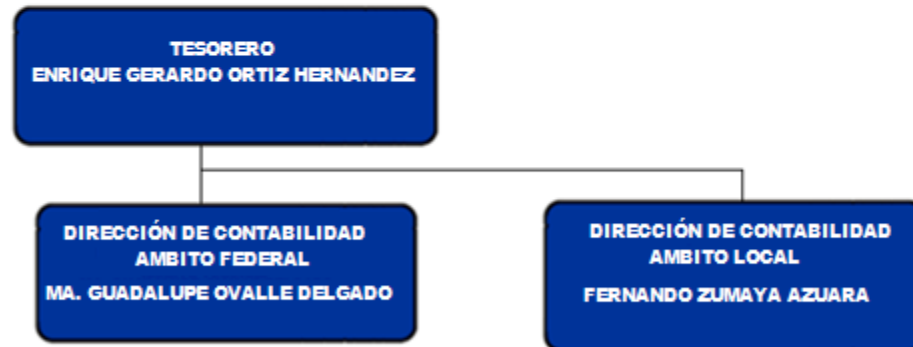 TESORERO
ENRIQUE GERARDO ORTIZ HERNANDEZ
DIRECCIÓN DE CONTABILIDAD
AMBITO FEDERAL
MA. GUADALUPE OVALLE DELGADO
DIRECCIÓN DE CONTABILIDAD
AMBITO LOCAL
FERNANDO ZUMAYA AZUARA